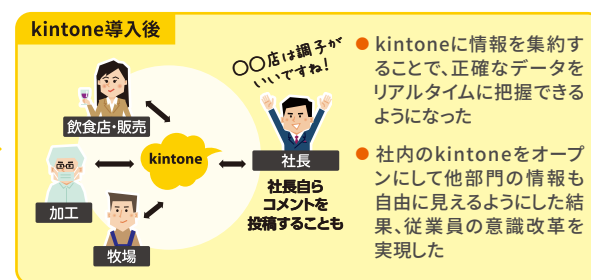 kintone導入後
〇〇店は調子が
いいですね!
飲食店・販売
加工
牧場
kintone
社長
社長自ら
コメントを
投稿することも
● kintoneに情報を集約す
ることで、正確なデータを
リアルタイムに把握できる
ようになった
● 社内のkintoneをオープ
ンにして他部門の情報も
自由に見えるようにした結
果、従業員の意識改革を
実現した